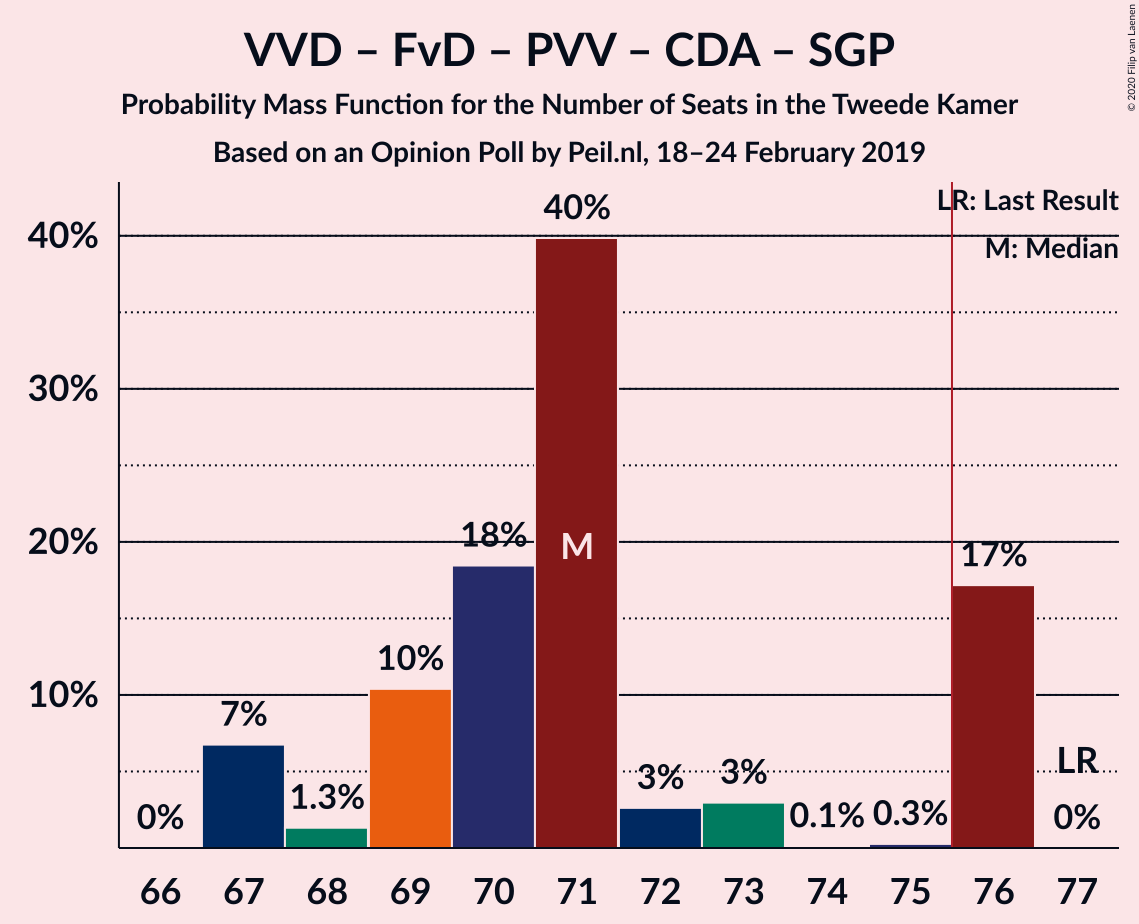 VVD – FvD – PVV – CDA – SGP
Probability Mass Function for the Number of Seats in the Tweede Kamer
Based on an Opinion Poll by Peil.nl, 18–24 February 2019
© 2020 Filip van Laenen
LR: Last Result
M: Median
40%
30%
20%
10%
0%
7%
1.3%
10%
18%
40%
M
3%
3%
0.1%
0.3%
17%
LR
0%
66 67 68 69 70 71 72 73 74 75 76 77